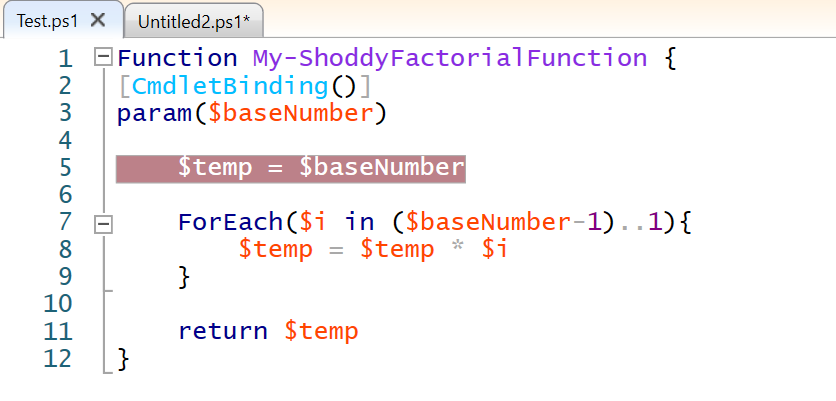 Test.ps1 ✕ Untitled2.ps1*
1 Function My-ShoddyFactorialFunction {
2 [CmdletBinding()]
3 param($baseNumber)
4
5     $temp = $baseNumber
6
7     ForEach($i in ($baseNumber-1)..1){
8         $temp = $temp * $i
9     }
10
11     return $temp
12 }